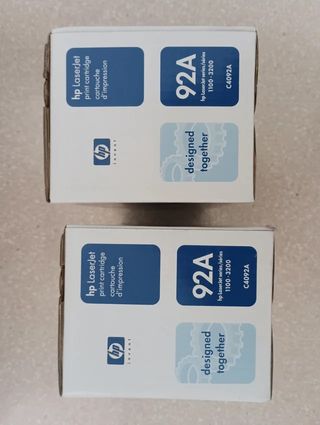 hp LaserJet
print cartridge
cartouche
d'impression
92A
hp LaserJet series/séries
1100 · 3200
C4092A
hp
invent
designed
together
hp LaserJet
print cartridge
cartouche
d'impression
92A
hp LaserJet series/séries
1100 · 3200
C4092A
hp
invent
designed
together